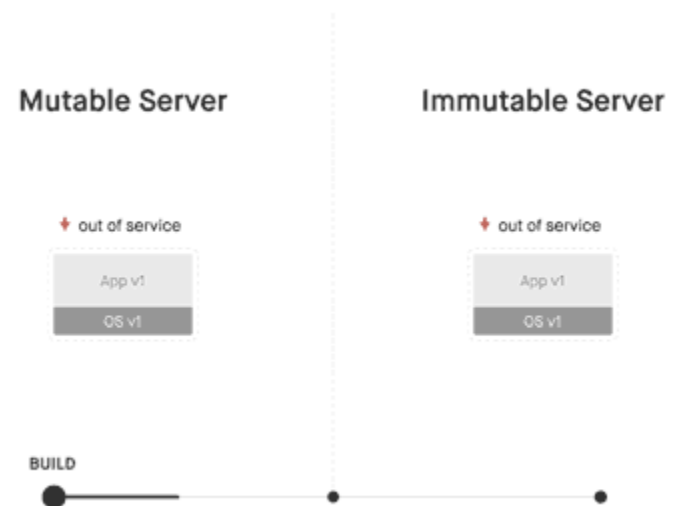 Mutable Server
Immutable Server
out of service
out of service
App v1
App v1
OS v1
OS v1
BUILD